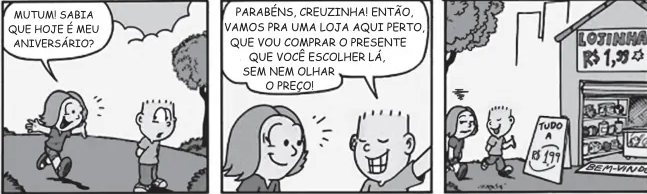 MUTUM! SABIA
QUE HOJE É MEU
ANIVERSÁRIO?
PARABÉNS, CREUZINHA! ENTÃO,
VAMOS PRA UMA LOJA AQUI PERTO,
QUE VOU COMPRAR O PRESENTE
QUE VOCÊ ESCOLHER LÁ,
SEM NEM OLHAR
O PREÇO!
LOJINHA
R$ 1,99
TUDO
A
R$ 1,99
BEM-VIND